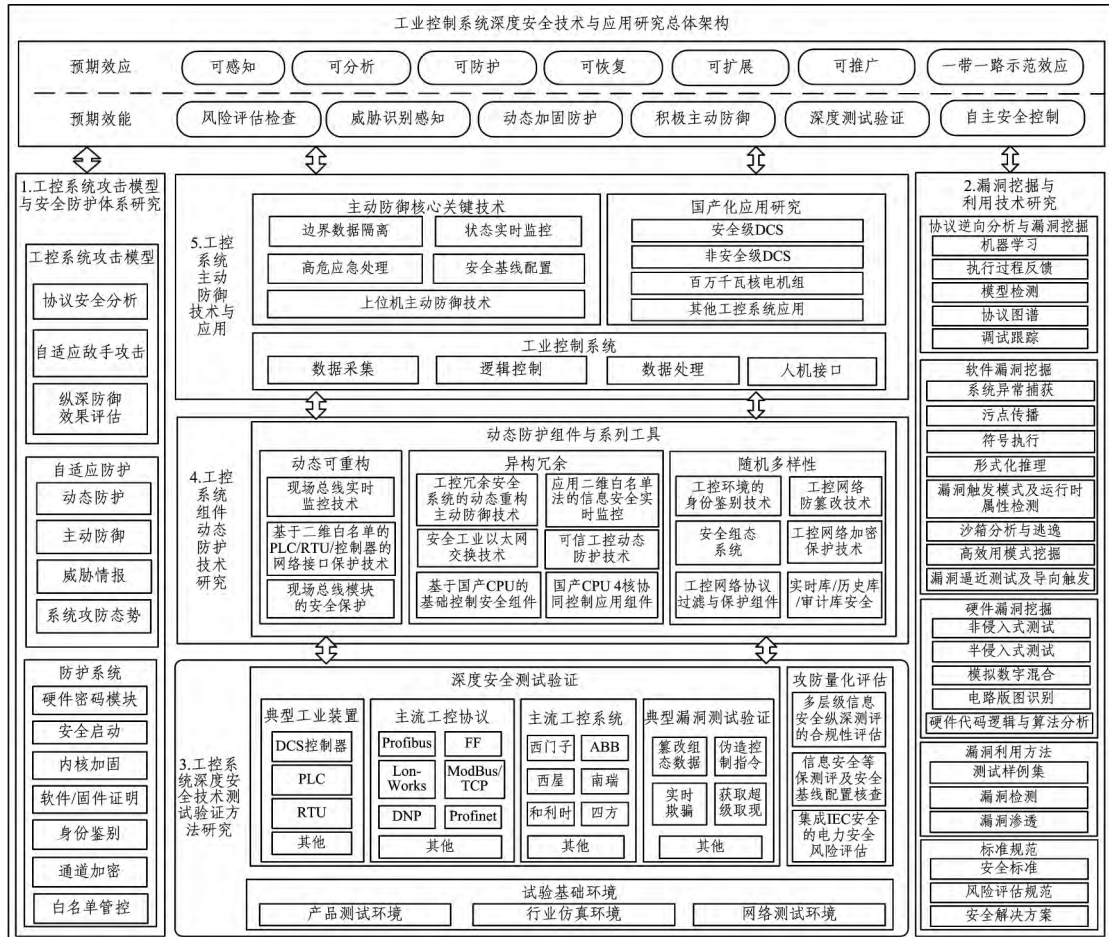 工业控制系统深度安全技术与应用研究总体架构
预期效应
可感知
可分析
可防护
可恢复
可扩展
可推广
一带一路示范效应
预期效能
风险评估检查
威胁识别感知
动态加固防护
积极主动防御
深度测试验证
自主安全控制
1.工控系统攻击模型
与安全防护体系研究
工控系统攻击模型
协议安全分析
自适应敌手攻击
纵深防御
效果评估
自适应防护
动态防护
主动防御
威胁情报
系统攻防态势
防护系统
硬件密码模块
安全启动
内核加固
软件/固件证明
身份鉴别
通道加密
白名单管控
5.工控
系统
主动
防御
技术
与应用
主动防御核心关键技术
边界数据隔离
状态实时监控
高危应急处理
安全基线配置
上位机主动防御技术
国产化应用研究
安全级DCS
非安全级DCS
百万千瓦核电机组
其他工控系统应用
工业控制系统
数据采集
逻辑控制
数据处理
人机接口
4.工控
系统
组件
动态
防护
技术
研究
动态防护组件与系列工具
动态可重构
现场总线实时
监控技术
基于二维白名单的
PLC/RTU/控制器的
网络接口保护技术
现场总线模块
的安全保护
异构冗余
工控冗余安全
系统的动态重构
主动防御技术
应用二维白名单
法的信息安全实
时监控
安全工业以太网
交换技术
可信工控动态
防护技术
基于国产CPU的
基础控制安全组件
国产CPU 4核协
同控制应用组件
随机多样性
工控环境的
身份鉴别技术
工控网络
防篡改技术
安全组态
系统
工控网络加密
保护技术
工控网络协议
过滤与保护组件
实时库/历史库
/审计库安全
3.工控系
统深度安
全技术测
试验证方
法研究
深度安全测试验证
典型工业装置
DCS控制器
PLC
RTU
其他
主流工控协议
Profibus
FF
Lon-
Works
ModBus/
TCP
DNP
Profinet
其他
主流工控系统
西门子
ABB
西屋
南瑞
和利时
四方
其他
典型漏洞测试验证
篡改组
态数据
伪造控
制指令
实时
欺骗
获取超
级取现
其他
攻防量化评估
多层级信息
安全纵深测评
的合规性评估
信息安全等
保测评及安全
基线配置核查
集成IEC安全
的电力安全
风险评估
试验基础环境
产品测试环境
行业仿真环境
网络测试环境
2.漏洞挖掘与
利用技术研究
协议逆向分析与漏洞挖掘
机器学习
执行过程反馈
模型检测
协议图谱
调试跟踪
软件漏洞挖掘
系统异常捕获
污点传播
符号执行
形式化推理
漏洞触发模式及运行时
属性检测
沙箱分析与逃逸
高效用模式挖掘
漏洞逼近测试及导向触发
硬件漏洞挖掘
非侵入式测试
半侵入式测试
模拟数字混合
电路版图识别
硬件代码逻辑与算法分析
漏洞利用方法
测试样例集
漏洞检测
漏洞渗透
标准规范
安全标准
风险评估规范
安全解决方案